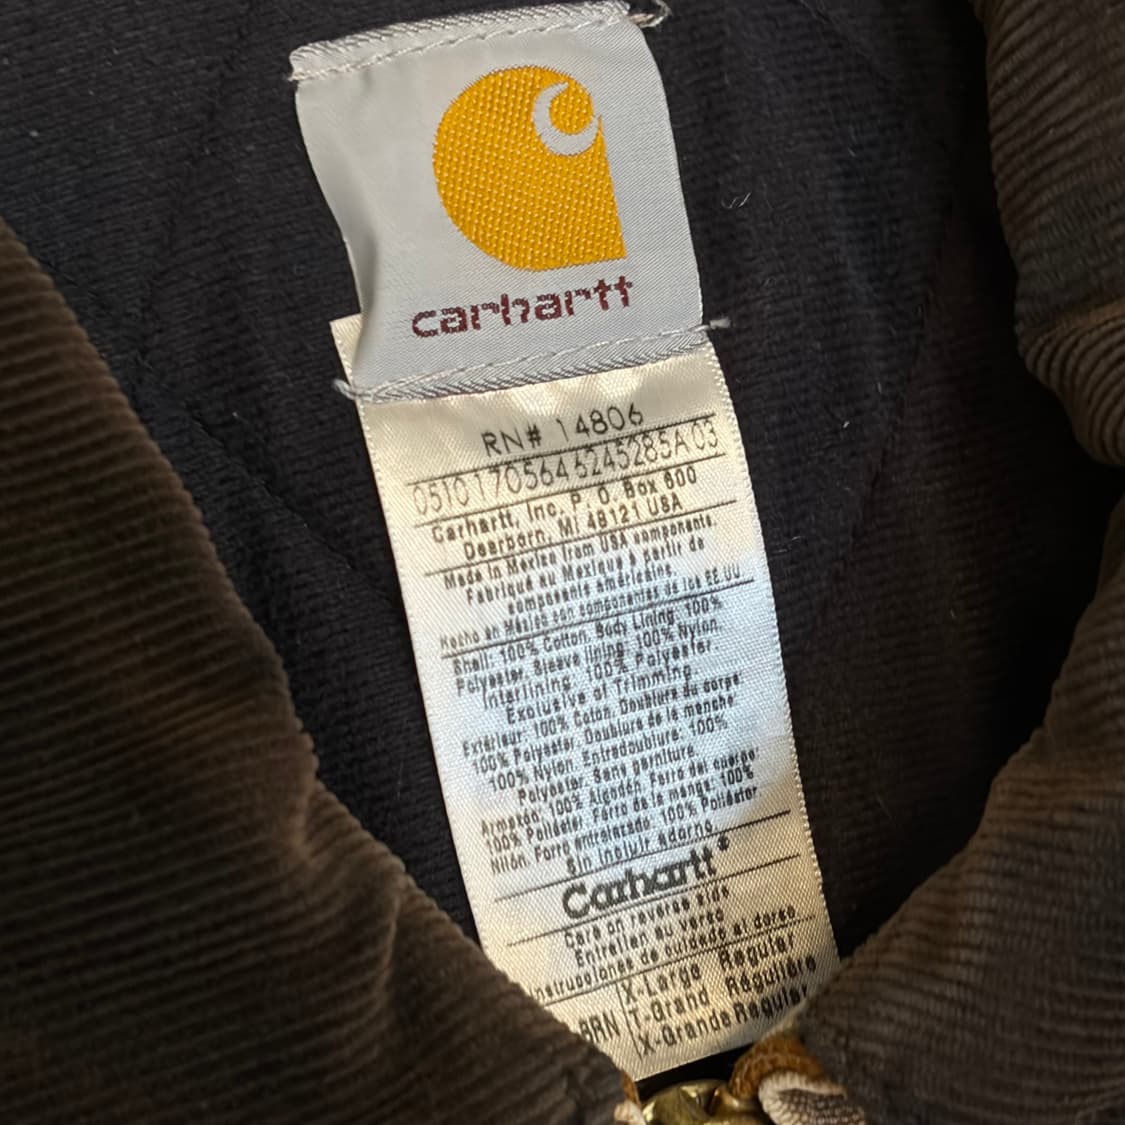 carhartt
RN# 14806
05101705646245285A 03
Carhartt, Inc. P. O. Box 600
Dearborn, MI 48121 USA
Made in Mexico from USA components.
Fabriqué au Mexique à partir de
composants américains
Hecho en México con componentes de los EE.UU.
Shell: 100% Cotton. Body Lining: 100%
Polyester. Sleeve lining: 100% Nylon.
Interlining: 100% Polyester.
Exclusive of Trimming
Extérieur: 100% Coton. Doublure du corps:
100% Polyester. Doublure de la manche:
100% Nylon. Entredoublure: 100%
Polyester. Sans garniture
Armazón: 100% Algodón. Forro del cuerpo:
100% Poliéster. Forro de la manga: 100%
Nilón. Forro entrelazado: 100% Poliéster
Sin incluir adorno
Carhartt®
Care on reverse side
Entretien au verso
Instrucciones de cuidado al dorso
X-Large Regular
BRN T-Grand Régulière
X-Grande Regular